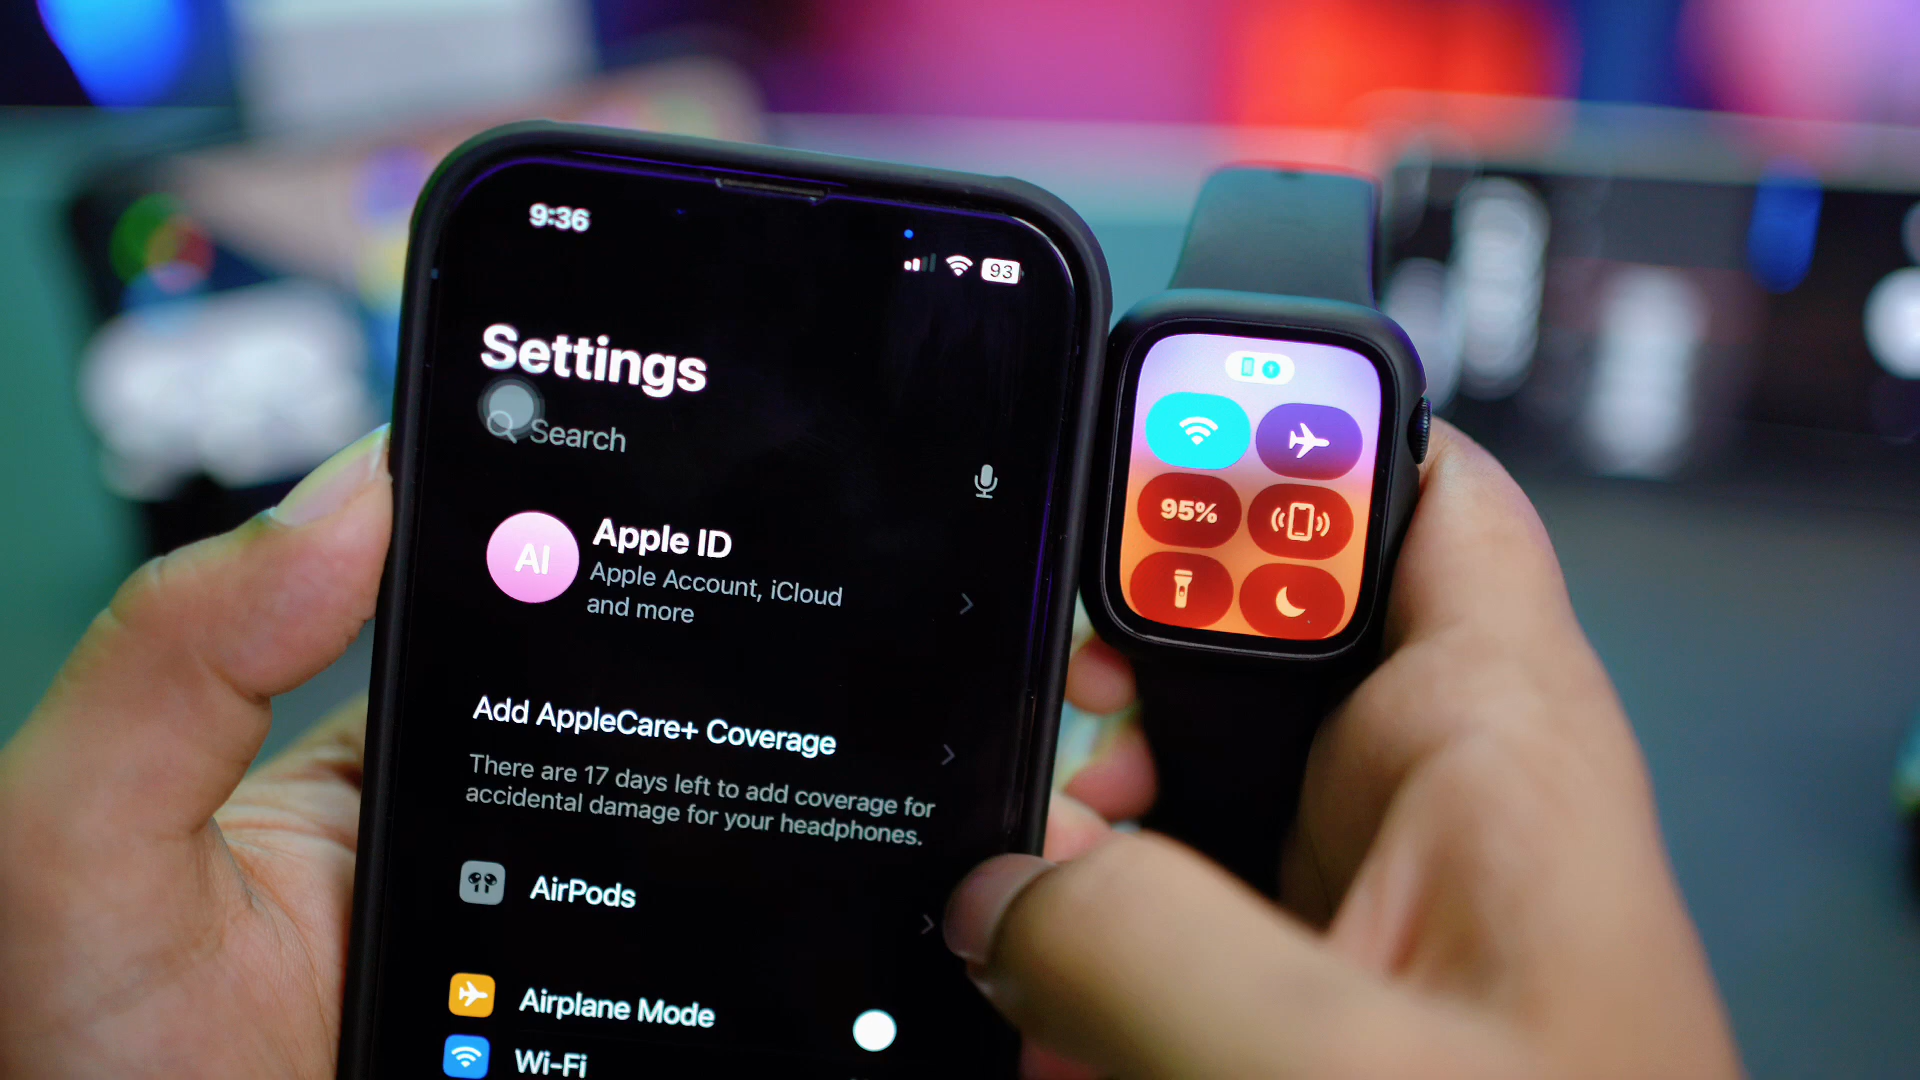 9:36
93
Settings
Search
AI
Apple ID
Apple Account, iCloud
and more
Add AppleCare+ Coverage
There are 17 days left to add coverage for
accidental damage for your headphones.
AirPods
Airplane Mode
Wi-Fi
95%